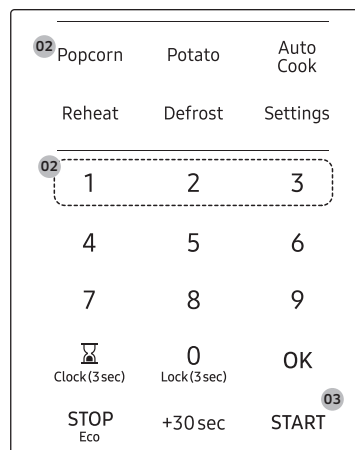 02 Popcorn Potato Auto Cook
Reheat Defrost Settings
02
1 2 3
4 5 6
7 8 9
Clock(3 sec) 0 Lock(3 sec) OK
03
STOP Eco +30 sec START